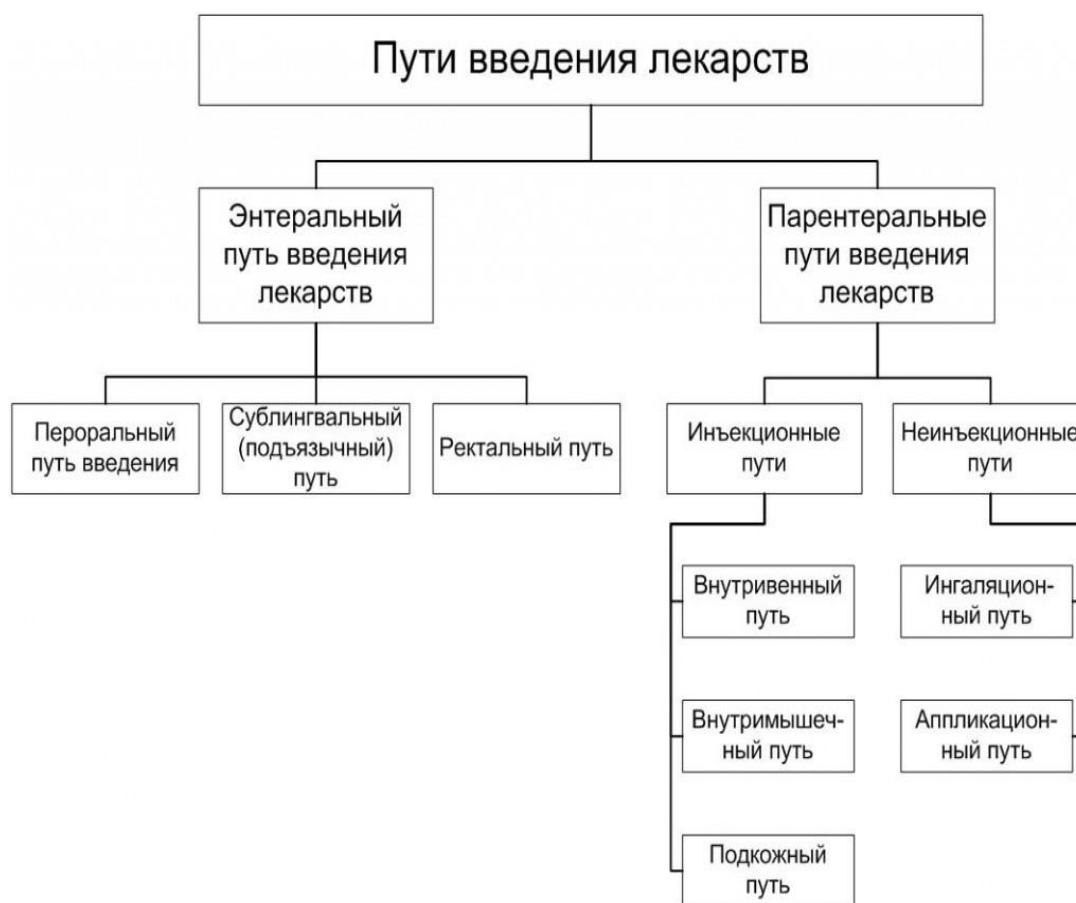 Пути введения лекарств
Энтеральный
путь введения
лекарств
Парентеральные
пути введения
лекарств
Пероральный
путь введения
Сублингвальный
(подъязычный)
путь
Ректальный путь
Инъекционные
пути
Неинъекционные
пути
Внутривенный
путь
Ингаляцион-
ный путь
Внутримышеч-
ный путь
Аппликацион-
ный путь
Подкожный
путь